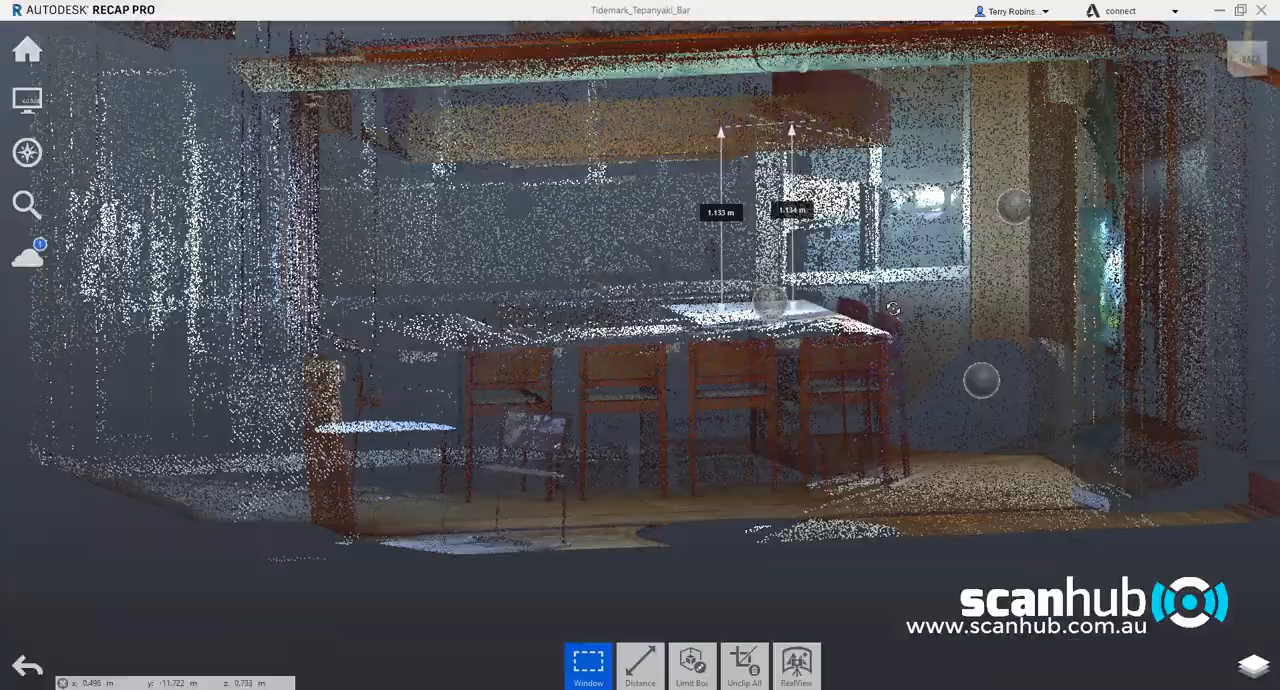 R AUTODESK® RECAP PRO
Tidemark_Tepanyaki_Bar
Terry Robins...
connect
1.133 m
1.134 m
scanhub
www.scanhub.com.au
Window
Distance
Limit Box
Unclip All
RealView
x: 0.498 m y: -11.722 m z: 0.733 m